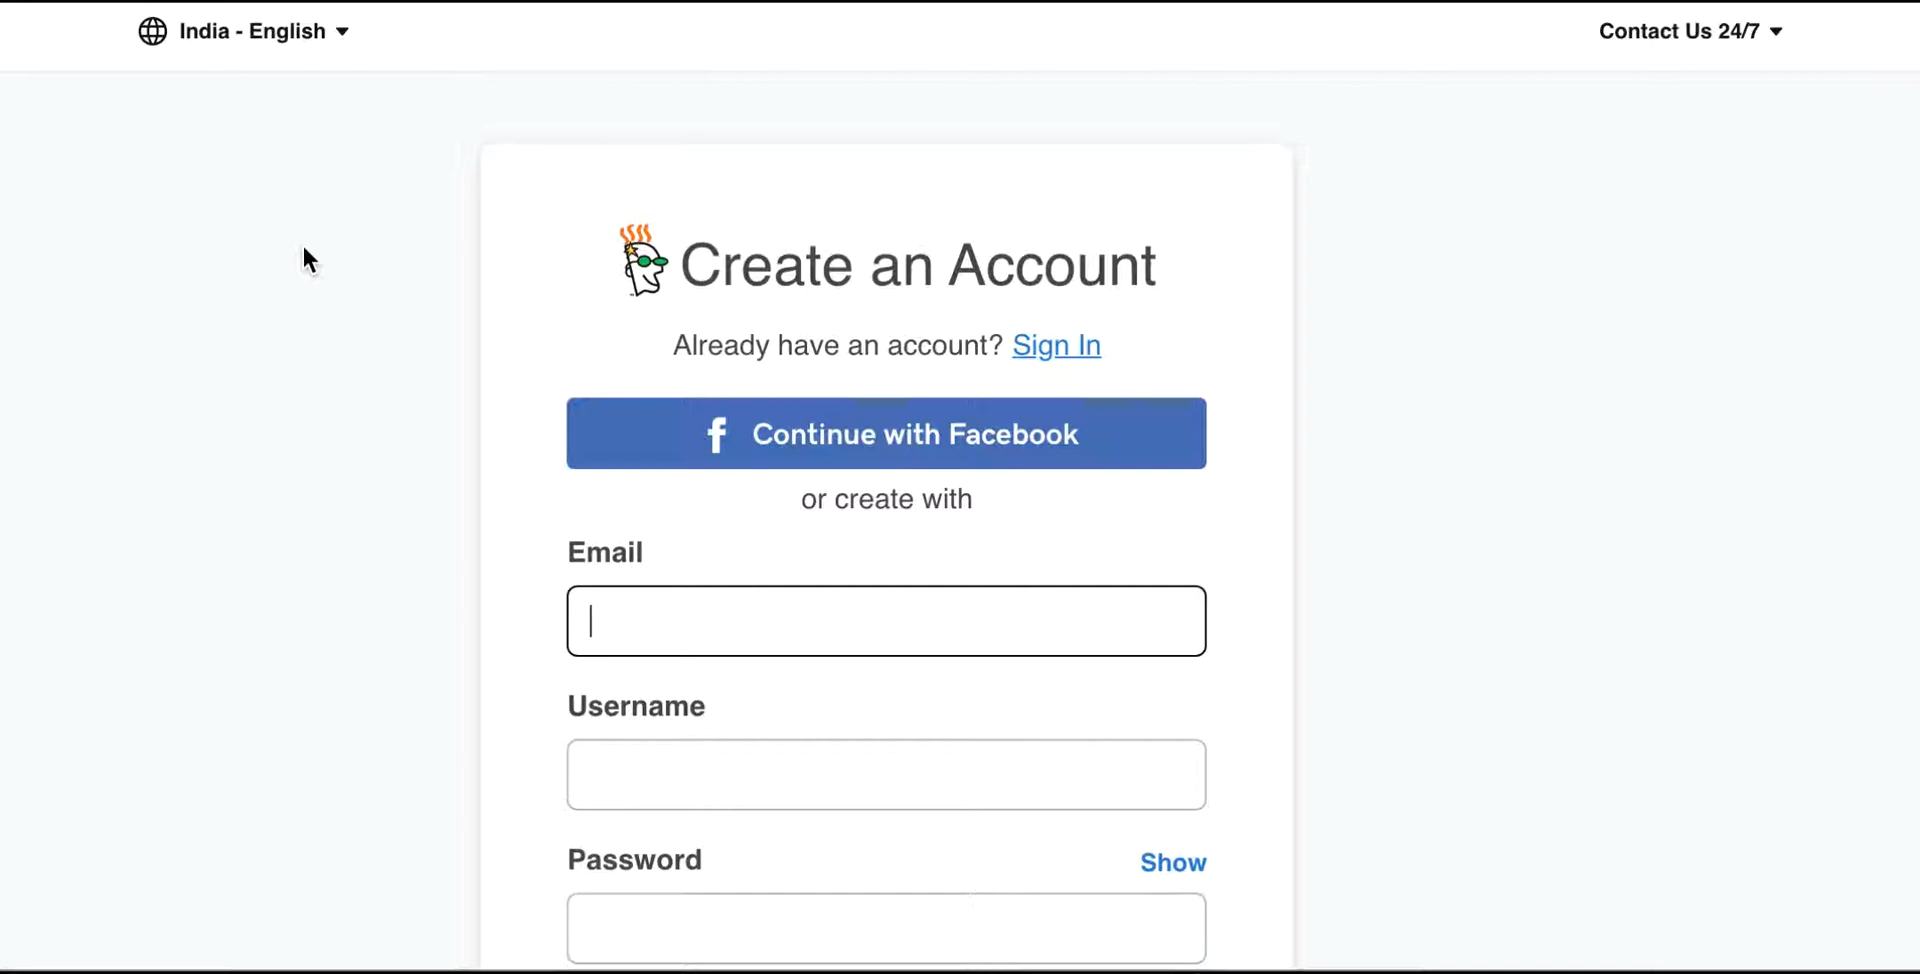 India - English
Contact Us 24/7
Create an Account
Already have an account? Sign In
Continue with Facebook
or create with
Email
Username
Password
Show